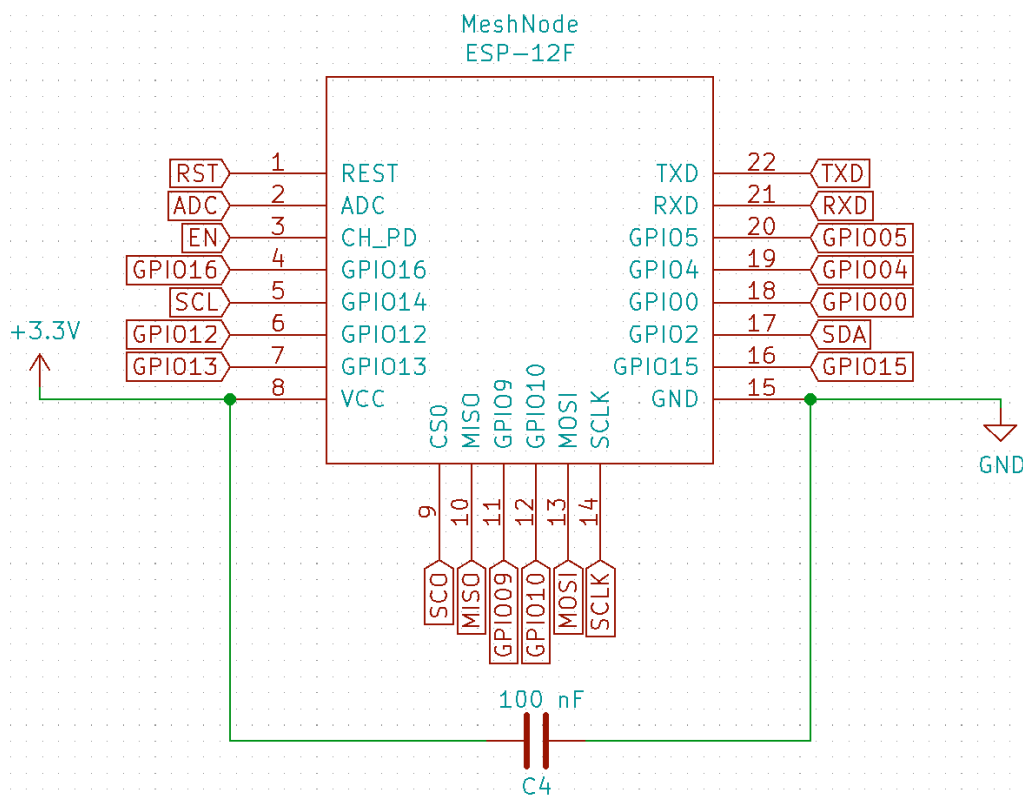 MeshNode
ESP-12F
RST 1 REST TXD 22 TXD
ADC 2 ADC RXD 21 RXD
EN 3 CH_PD GPIO5 20 GPIO05
GPIO16 4 GPIO16 GPIO4 19 GPIO04
SCL 5 GPIO14 GPIO0 18 GPIO00
+3.3V GPIO12 6 GPIO12 GPIO2 17 SDA
GPIO13 7 GPIO13 GPIO15 16 GPIO15
8 VCC GND 15
CS0 MISO GPIO9 GPIO10 MOSI SCLK
GND
9 10 11 12 13 14
SCO MISO GPIO09 GPIO10 MOSI SCLK
100 nF
C4